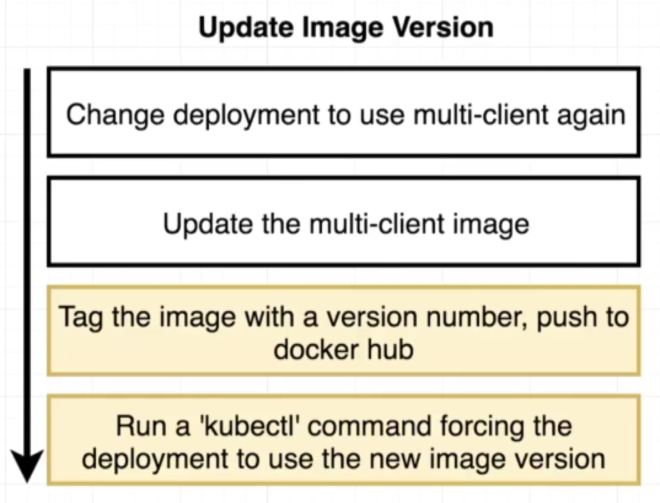 Update Image Version
Change deployment to use multi-client again
Update the multi-client image
Tag the image with a version number, push to
docker hub
Run a 'kubectl' command forcing the
deployment to use the new image version